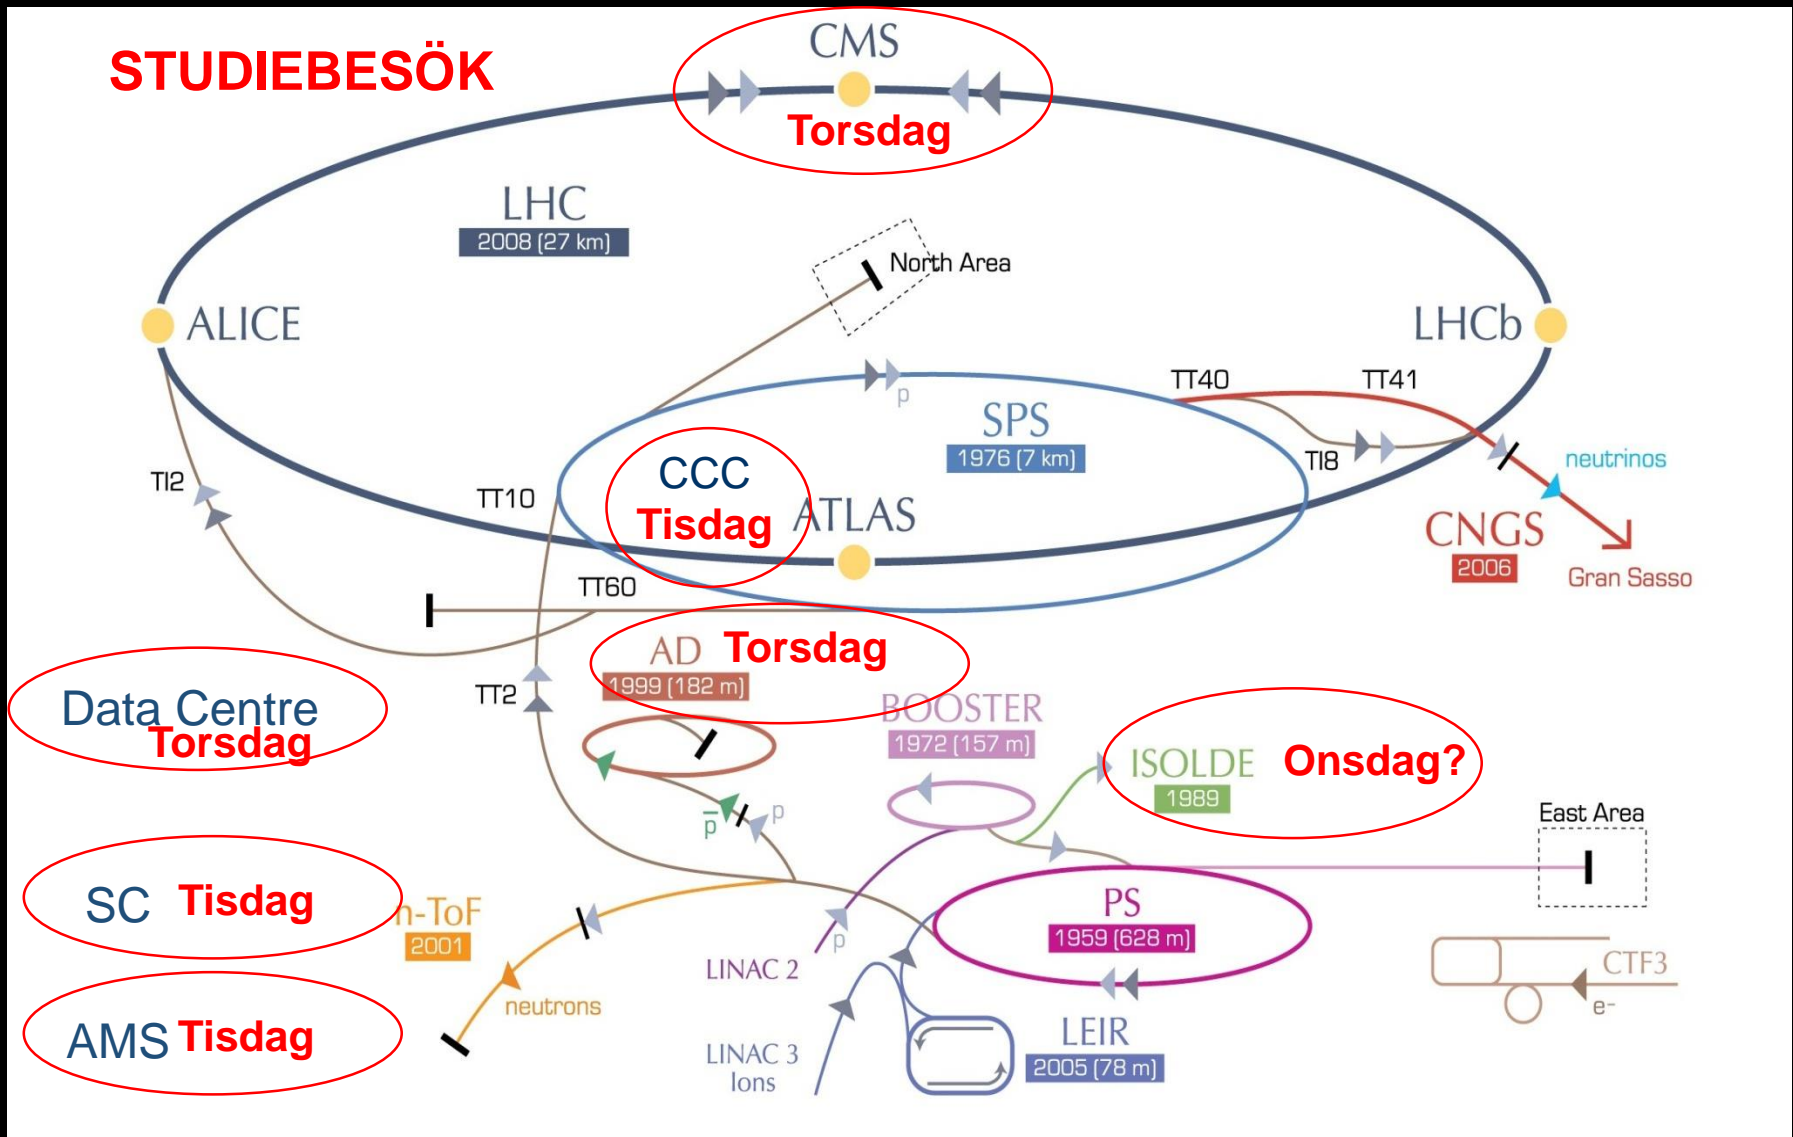 STUDIEBESÖK
CMS
Torsdag
LHC
2008 (27 km)
North Area
ALICE
LHCb
p
TT40
TT41
SPS
1976 (7 km)
CCC
Tisdag
ATLAS
TI2
TT10
TI8
neutrinos
CNGS
2006
Gran Sasso
TT60
AD Torsdag
1999 (182 m)
TT2
Data Centre
Torsdag
BOOSTER
1972 (157 m)
ISOLDE Onsdag?
1989
East Area
p̅
p
SC Tisdag
n-ToF
2001
PS
1959 (628 m)
p
LINAC 2
neutrons
CTF3
e-
AMS Tisdag
LINAC 3
Ions
LEIR
2005 (78 m)